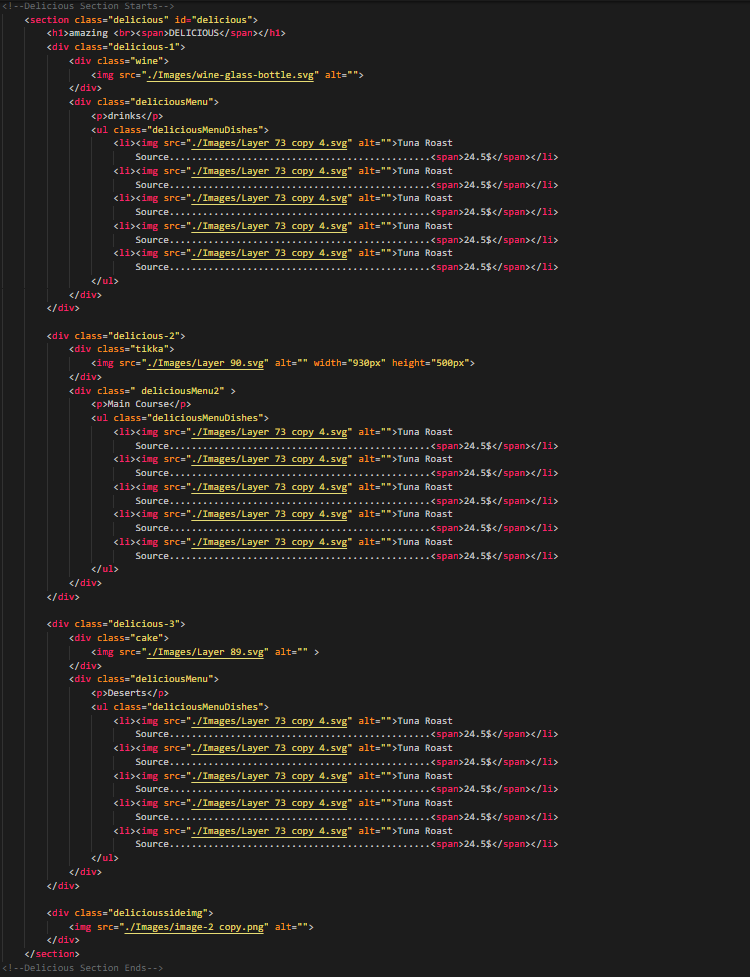 <!--Delicious Section Starts-->
<section class="delicious" id="delicious">
<h1>amazing <br><span>DELICIOUS</span></h1>
<div class="delicious-1">
<div class="wine">
<img src="./Images/wine-glass-bottle.svg" alt="">
</div>
<div class="deliciousMenu">
<p>drinks</p>
<ul class="deliciousMenuDishes">
<li><img src="./Images/Layer 73 copy 4.svg" alt="">Tuna Roast
Source...............................................<span>24.5$</span></li>
<li><img src="./Images/Layer 73 copy 4.svg" alt="">Tuna Roast
Source...............................................<span>24.5$</span></li>
<li><img src="./Images/Layer 73 copy 4.svg" alt="">Tuna Roast
Source...............................................<span>24.5$</span></li>
<li><img src="./Images/Layer 73 copy 4.svg" alt="">Tuna Roast
Source...............................................<span>24.5$</span></li>
<li><img src="./Images/Layer 73 copy 4.svg" alt="">Tuna Roast
Source...............................................<span>24.5$</span></li>
</ul>
</div>
</div>
<div class="delicious-2">
<div class="tikka">
<img src="./Images/Layer 90.svg" alt="" width="930px" height="500px">
</div>
<div class=" deliciousMenu2" >
<p>Main Course</p>
<ul class="deliciousMenuDishes">
<li><img src="./Images/Layer 73 copy 4.svg" alt="">Tuna Roast
Source...............................................<span>24.5$</span></li>
<li><img src="./Images/Layer 73 copy 4.svg" alt="">Tuna Roast
Source...............................................<span>24.5$</span></li>
<li><img src="./Images/Layer 73 copy 4.svg" alt="">Tuna Roast
Source...............................................<span>24.5$</span></li>
<li><img src="./Images/Layer 73 copy 4.svg" alt="">Tuna Roast
Source...............................................<span>24.5$</span></li>
<li><img src="./Images/Layer 73 copy 4.svg" alt="">Tuna Roast
Source...............................................<span>24.5$</span></li>
</ul>
</div>
</div>
<div class="delicious-3">
<div class="cake">
<img src="./Images/Layer 89.svg" alt="" >
</div>
<div class="deliciousMenu">
<p>Deserts</p>
<ul class="deliciousMenuDishes">
<li><img src="./Images/Layer 73 copy 4.svg" alt="">Tuna Roast
Source...............................................<span>24.5$</span></li>
<li><img src="./Images/Layer 73 copy 4.svg" alt="">Tuna Roast
Source...............................................<span>24.5$</span></li>
<li><img src="./Images/Layer 73 copy 4.svg" alt="">Tuna Roast
Source...............................................<span>24.5$</span></li>
<li><img src="./Images/Layer 73 copy 4.svg" alt="">Tuna Roast
Source...............................................<span>24.5$</span></li>
<li><img src="./Images/Layer 73 copy 4.svg" alt="">Tuna Roast
Source...............................................<span>24.5$</span></li>
</ul>
</div>
</div>
<div class="delicioussideimg">
<img src="./Images/image-2 copy.png" alt="">
</div>
</section>
<!--Delicious Section Ends-->